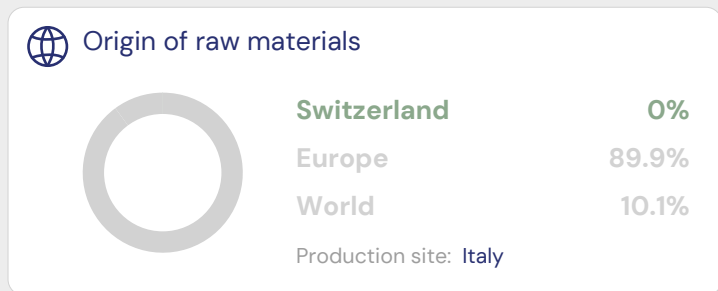 Origin of raw materials
Switzerland 0%
Europe 89.9%
World 10.1%
Production site: Italy